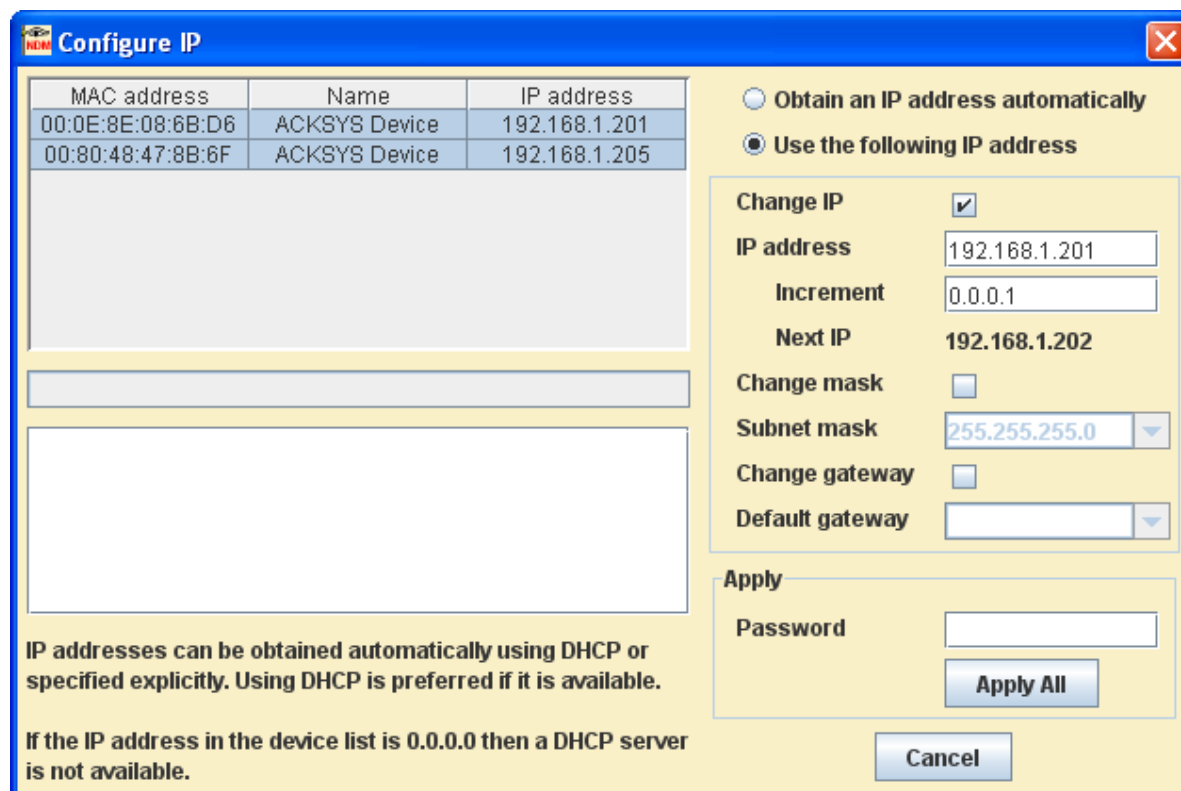 NDM Configure IP
MAC address Name IP address
00:0E:8E:08:6B:D6 ACKSYS Device 192.168.1.201
00:80:48:47:8B:6F ACKSYS Device 192.168.1.205
Obtain an IP address automatically
Use the following IP address
Change IP
IP address 192.168.1.201
Increment 0.0.0.1
Next IP 192.168.1.202
Change mask
Subnet mask 255.255.255.0
Change gateway
Default gateway
Apply
Password
Apply All
IP addresses can be obtained automatically using DHCP or
specified explicitly. Using DHCP is preferred if it is available.
If the IP address in the device list is 0.0.0.0 then a DHCP server
is not available.
Cancel